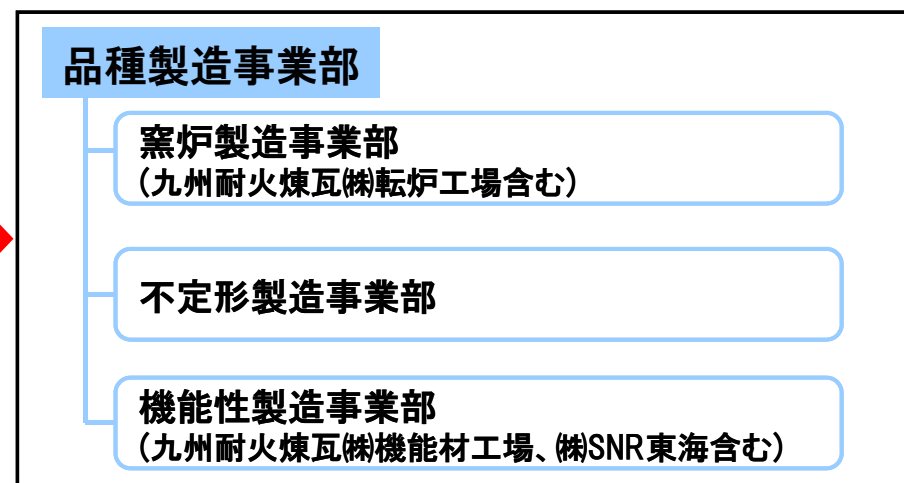 品種製造事業部
窯炉製造事業部
(九州耐火煉瓦㈱転炉工場含む)
不定形製造事業部
機能性製造事業部
(九州耐火煉瓦㈱機能材工場、㈱SNR東海含む)